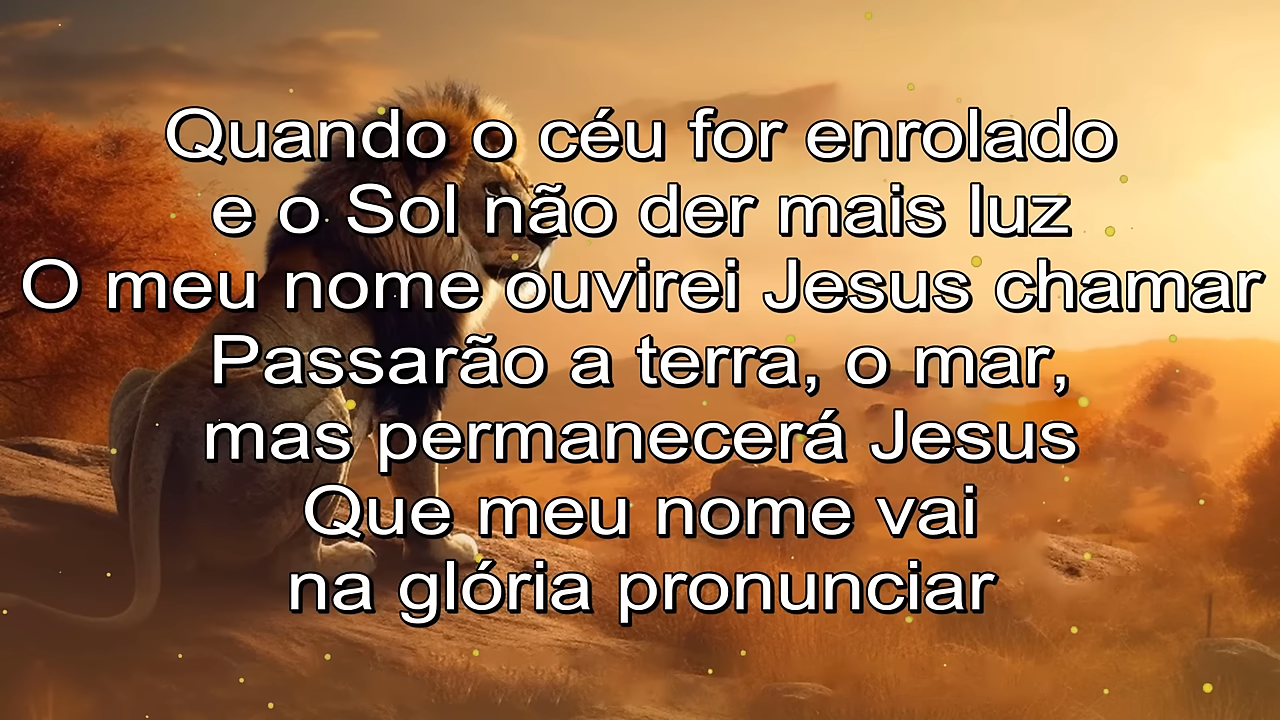 Quando o céu for enrolado
e o Sol não der mais luz
O meu nome ouvirei Jesus chamar
Passarão a terra, o mar,
mas permanecerá Jesus
Que meu nome vai
na glória pronunciar